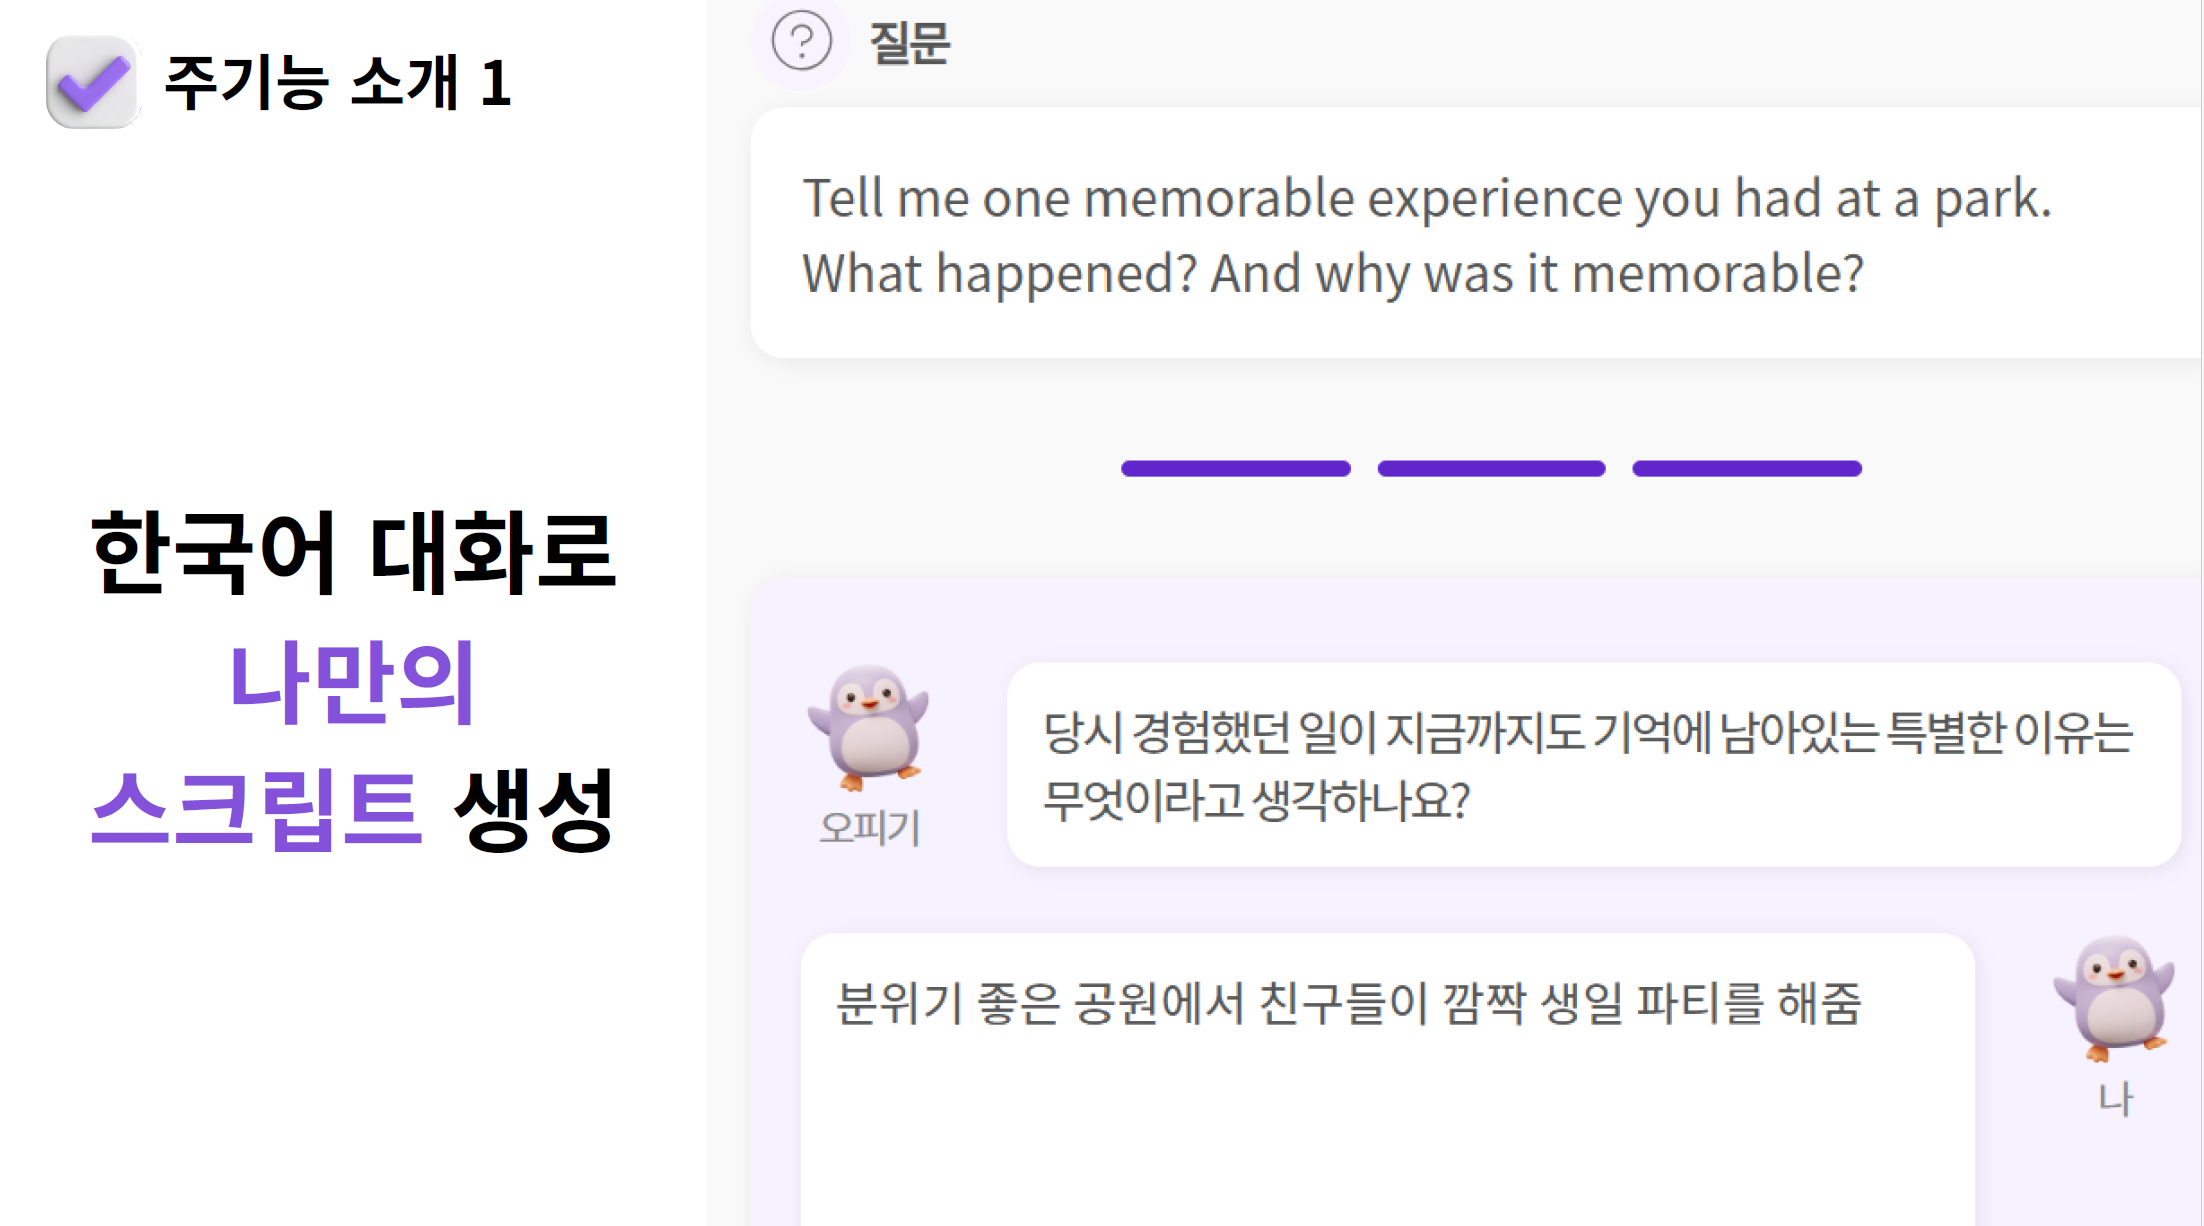 주기능 소개 1
한국어 대화로
나만의
스크립트 생성
질문
Tell me one memorable experience you had at a park.
What happened? And why was it memorable?
당시 경험했던 일이 지금까지도 기억에 남아있는 특별한 이유는
무엇이라고 생각하나요?
오피기
분위기 좋은 공원에서 친구들이 깜짝 생일 파티를 해줌
나